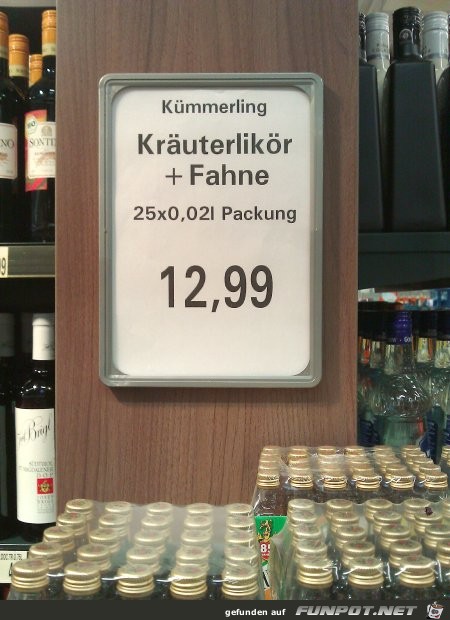 Kümmerling
Kräuterlikör
+ Fahne
25x0,02l Packung
12,99
gefunden auf FUNPOT.NET